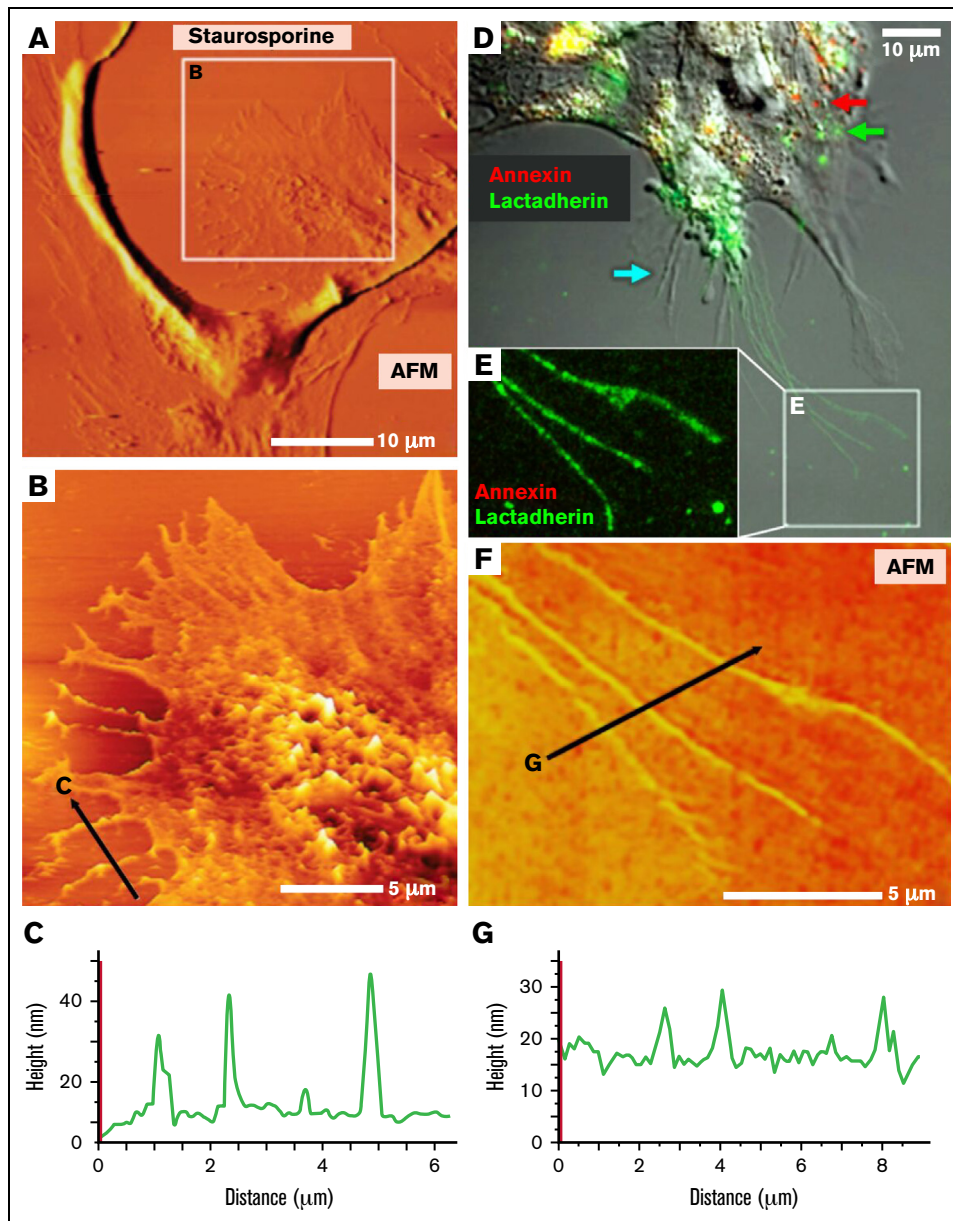 A
Staurosporine
B
AFM
10 μm
B
C
5 μm
C
Height (nm)
40
20
0
0 2 4 6
Distance (μm)
D
10 μm
Annexin
Lactadherin
E
E
Annexin
Lactadherin
F
AFM
G
5 μm
G
Height (nm)
30
20
10
0
0 2 4 6 8
Distance (μm)